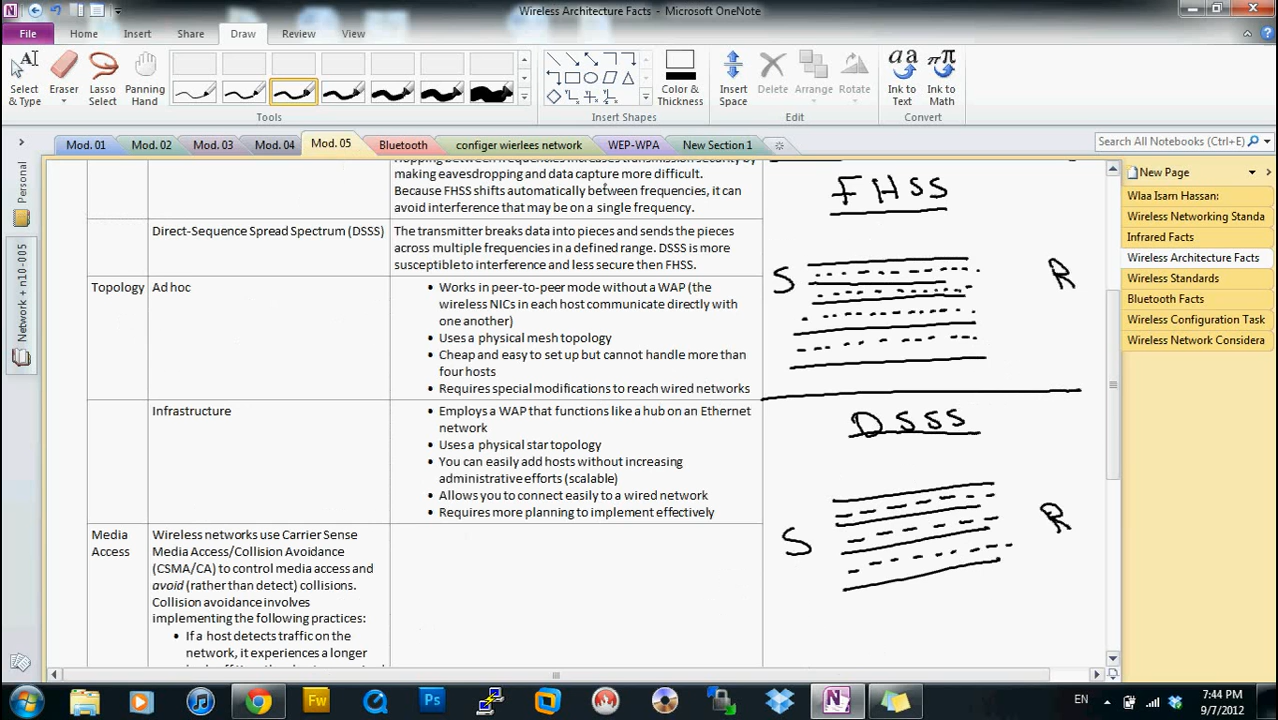 Wireless Architecture Facts - Microsoft OneNote
File Home Insert Share Draw Review View
Select & Type
Eraser
Lasso Select
Panning Hand
Color & Thickness
Insert Space
Delete
Arrange
Rotate
Ink to Text
Ink to Math
Tools Insert Shapes Edit Convert
Mod. 01 Mod. 02 Mod. 03 Mod. 04 Mod. 05 Bluetooth configer wierlees network WEP-WPA New Section 1
Search All Notebooks (Ctrl+E)
Personal
Network + n10-005
hopping between frequencies increases transmission security by
making eavesdropping and data capture more difficult.
Because FHSS shifts automatically between frequencies, it can
avoid interference that may be on a single frequency.
Direct-Sequence Spread Spectrum (DSSS)
The transmitter breaks data into pieces and sends the pieces
across multiple frequencies in a defined range. DSSS is more
susceptible to interference and less secure then FHSS.
Topology
Ad hoc
• Works in peer-to-peer mode without a WAP (the
wireless NICs in each host communicate directly with
one another)
• Uses a physical mesh topology
• Cheap and easy to set up but cannot handle more than
four hosts
• Requires special modifications to reach wired networks
Infrastructure
• Employs a WAP that functions like a hub on an Ethernet
network
• Uses a physical star topology
• You can easily add hosts without increasing
administrative efforts (scalable)
• Allows you to connect easily to a wired network
• Requires more planning to implement effectively
Media
Access
Wireless networks use Carrier Sense
Media Access/Collision Avoidance
(CSMA/CA) to control media access and
avoid (rather than detect) collisions.
Collision avoidance involves
implementing the following practices:
• If a host detects traffic on the
network, it experiences a longer
FHSS
S R
DSSS
S R
New Page
Wlaa Isam Hassan:
Wireless Networking Standa
Infrared Facts
Wireless Architecture Facts
Wireless Standards
Bluetooth Facts
Wireless Configuration Task
Wireless Network Considera
Fw
Ps
EN
7:44 PM
9/7/2012